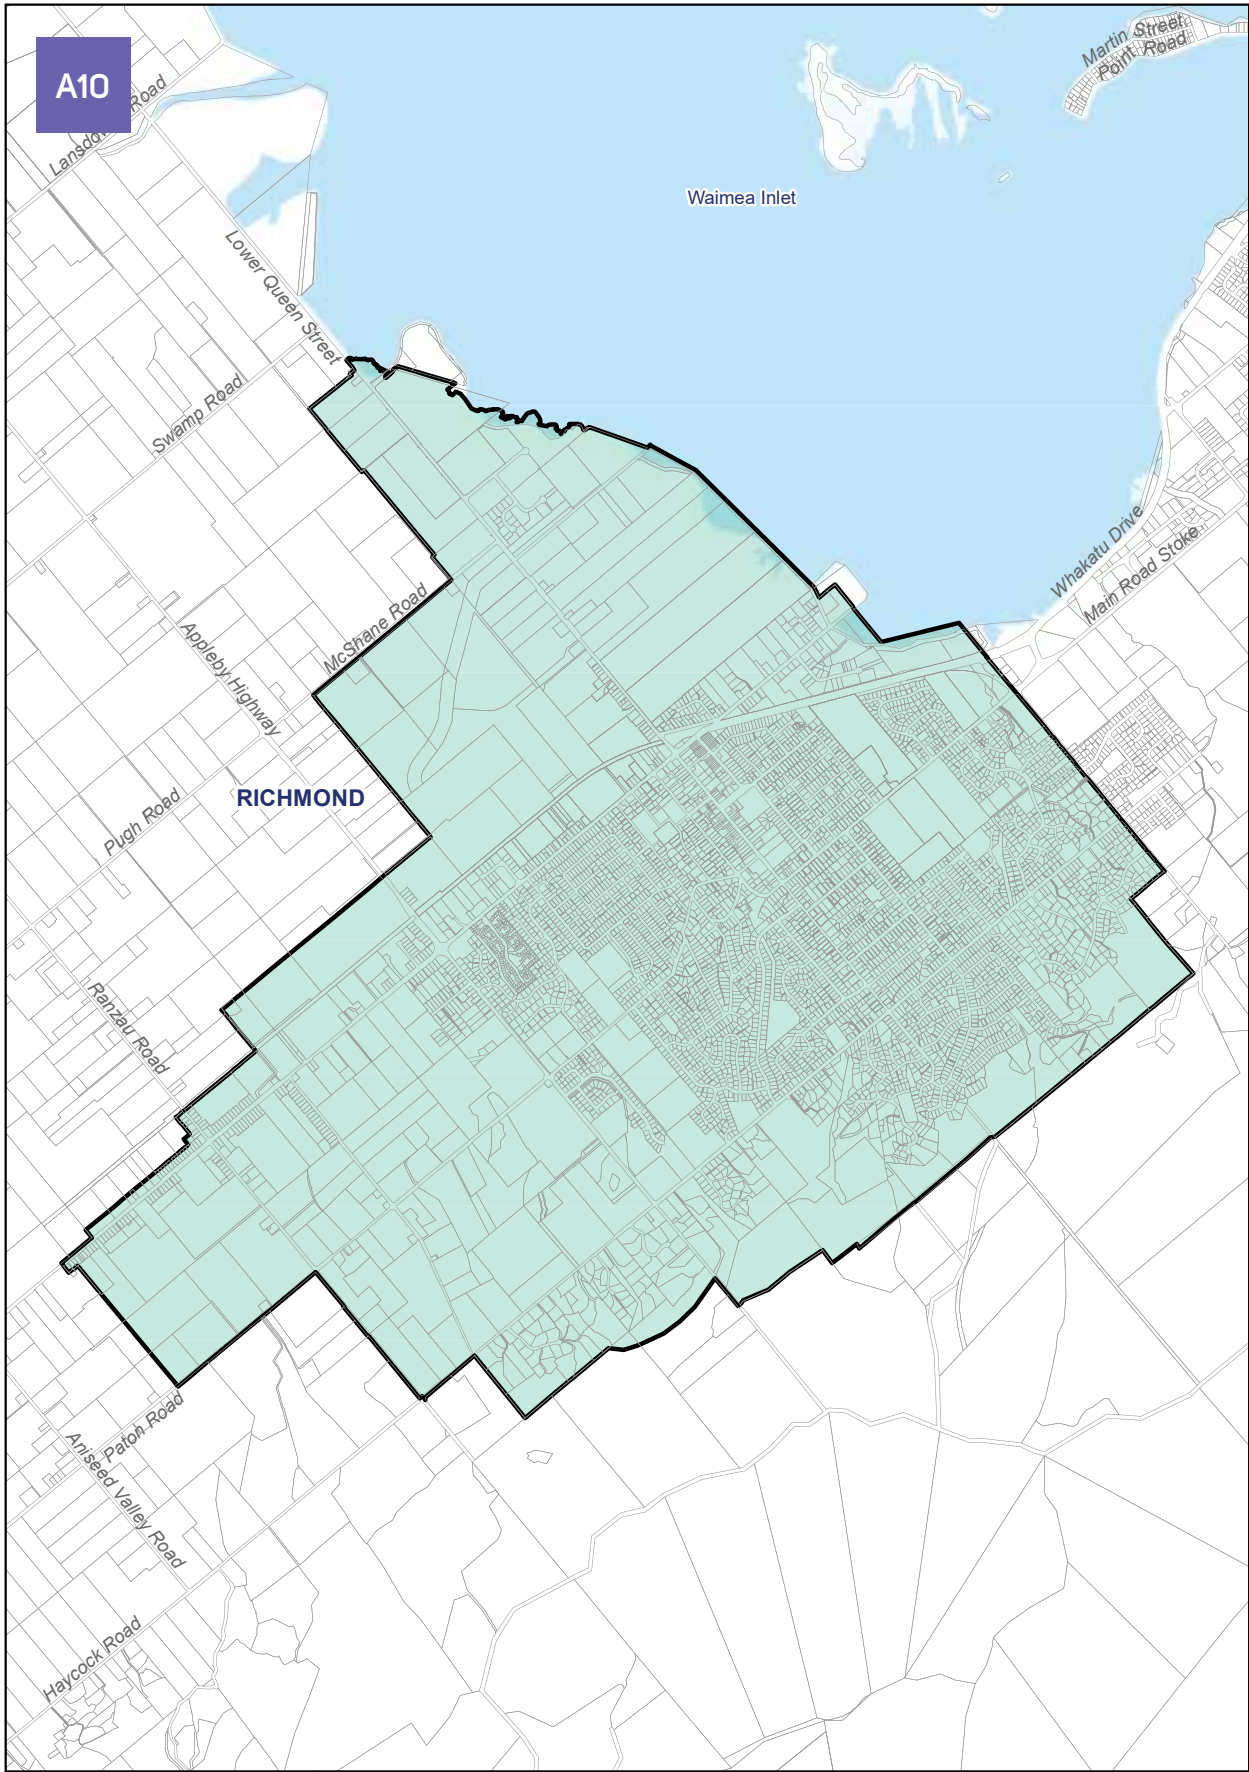 A10
Martin Street
Point Road
Road
Waimea Inlet
Lower Queen Street
Swamp Road
Whakatu Drive
Main Road Stoke
McShane Road
Appleby Highway
RICHMOND
Pugh Road
Ranzau Road
Paton Road
Aniseed Valley Road
Haycock Road